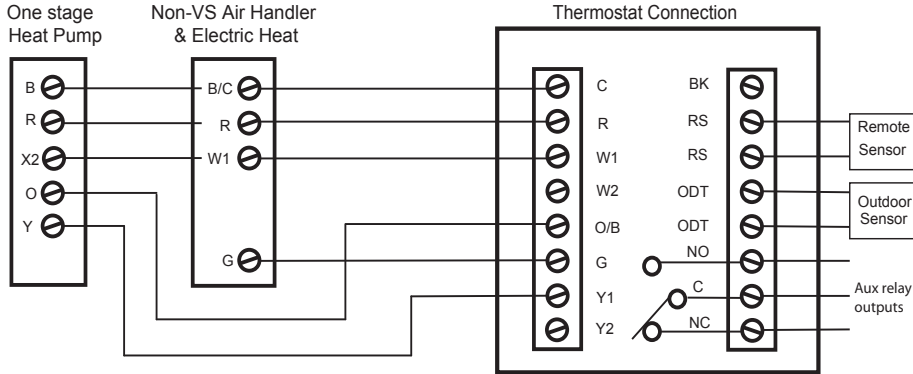 One stage
Heat Pump
Non-VS Air Handler
& Electric Heat
Thermostat Connection
B
R
X2
O
Y
B/C
R
W1
G
C
R
W1
W2
O/B
G
Y1
Y2
BK
RS
RS
ODT
ODT
NO
C
NC
Remote
Sensor
Outdoor
Sensor
Aux relay
outputs